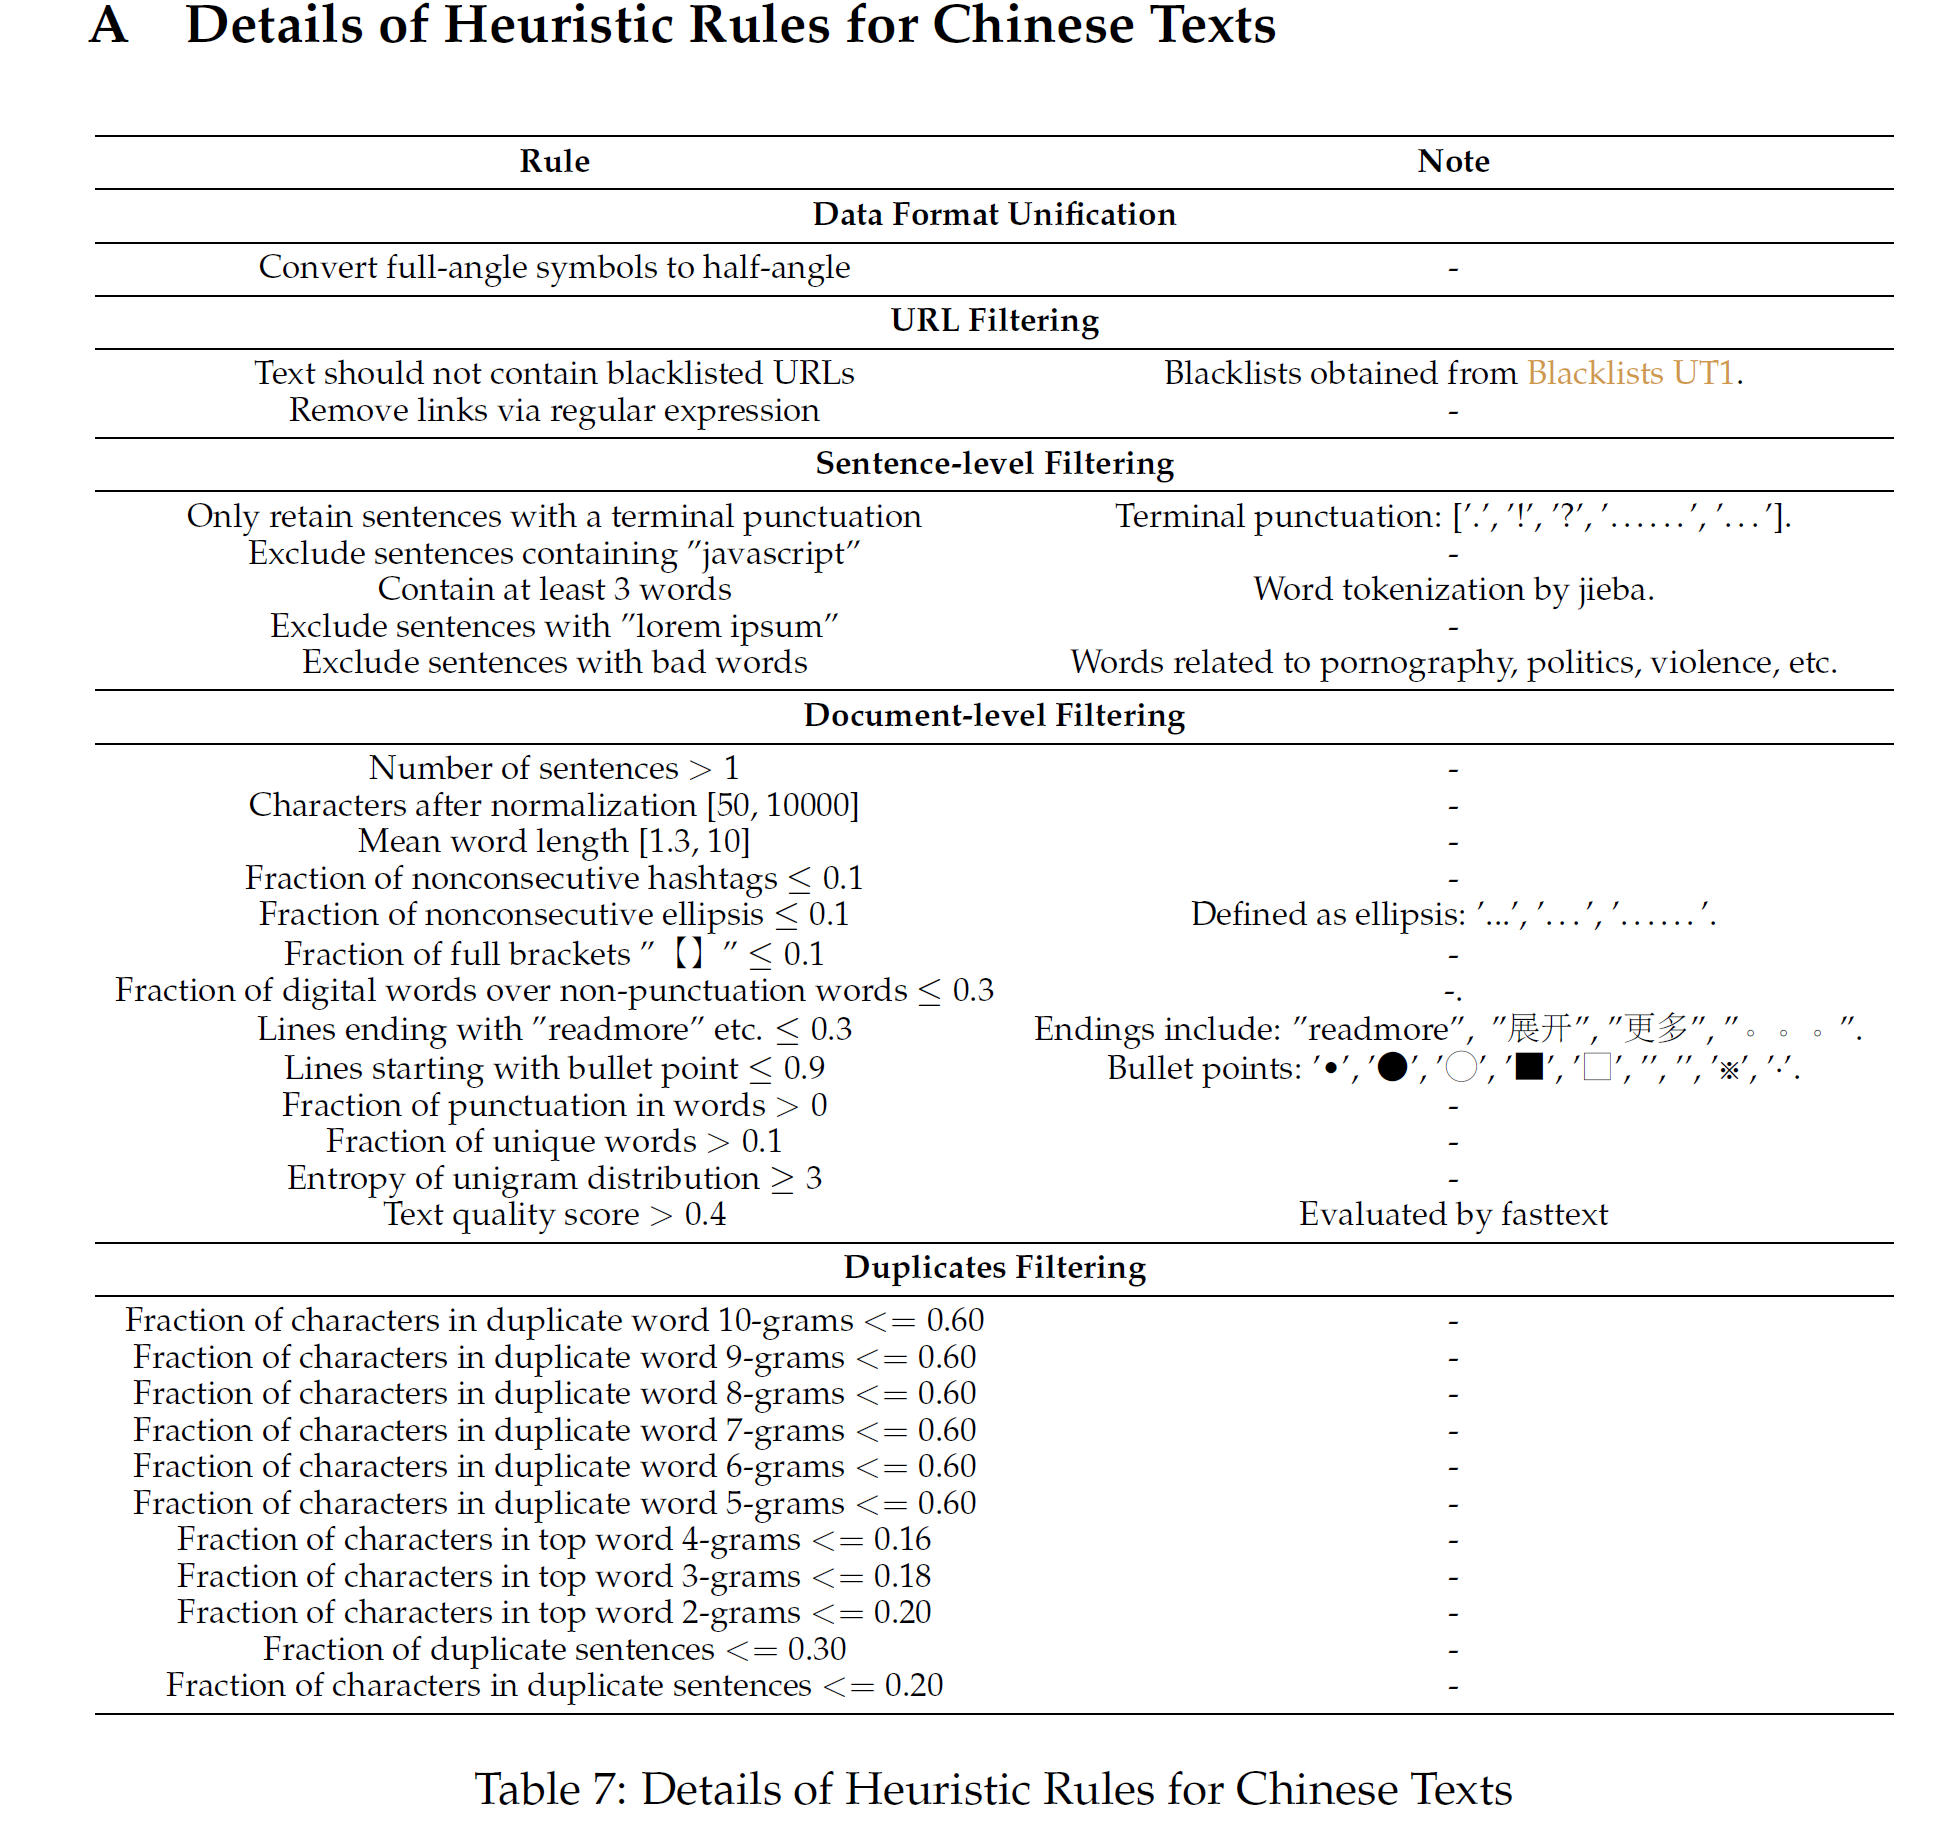 A Details of Heuristic Rules for Chinese Texts
Rule Note
Data Format Unification
Convert full-angle symbols to half-angle -
URL Filtering
Text should not contain blacklisted URLs Blacklists obtained from Blacklists UT1.
Remove links via regular expression -
Sentence-level Filtering
Only retain sentences with a terminal punctuation Terminal punctuation: [’.’, ’!’, ’?’, ’……’, ’…’].
Exclude sentences containing ”javascript” -
Contain at least 3 words Word tokenization by jieba.
Exclude sentences with ”lorem ipsum” -
Exclude sentences with bad words Words related to pornography, politics, violence, etc.
Document-level Filtering
Number of sentences > 1 -
Characters after normalization [50, 10000] -
Mean word length [1.3, 10] -
Fraction of nonconsecutive hashtags ≤ 0.1 -
Fraction of nonconsecutive ellipsis ≤ 0.1 Defined as ellipsis: ’...’, ’…’, ’……’.
Fraction of full brackets ”【】” ≤ 0.1 -
Fraction of digital words over non-punctuation words ≤ 0.3 -.
Lines ending with ”readmore” etc. ≤ 0.3 Endings include: ”readmore”, ”展开”, ”更多”, ”。。。”.
Lines starting with bullet point ≤ 0.9 Bullet points: ’•’, ’●’, ’○’, ’■’, ’□’, ’’, ’’, ’※’, ’·’.
Fraction of punctuation in words > 0 -
Fraction of unique words > 0.1 -
Entropy of unigram distribution ≥ 3 -
Text quality score > 0.4 Evaluated by fasttext
Duplicates Filtering
Fraction of characters in duplicate word 10-grams <= 0.60 -
Fraction of characters in duplicate word 9-grams <= 0.60 -
Fraction of characters in duplicate word 8-grams <= 0.60 -
Fraction of characters in duplicate word 7-grams <= 0.60 -
Fraction of characters in duplicate word 6-grams <= 0.60 -
Fraction of characters in duplicate word 5-grams <= 0.60 -
Fraction of characters in top word 4-grams <= 0.16 -
Fraction of characters in top word 3-grams <= 0.18 -
Fraction of characters in top word 2-grams <= 0.20 -
Fraction of duplicate sentences <= 0.30 -
Fraction of characters in duplicate sentences <= 0.20 -
Table 7: Details of Heuristic Rules for Chinese Texts